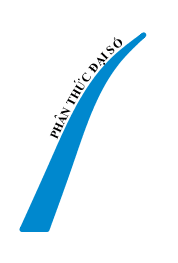 PHÂN THỨC ĐẠI SỐ